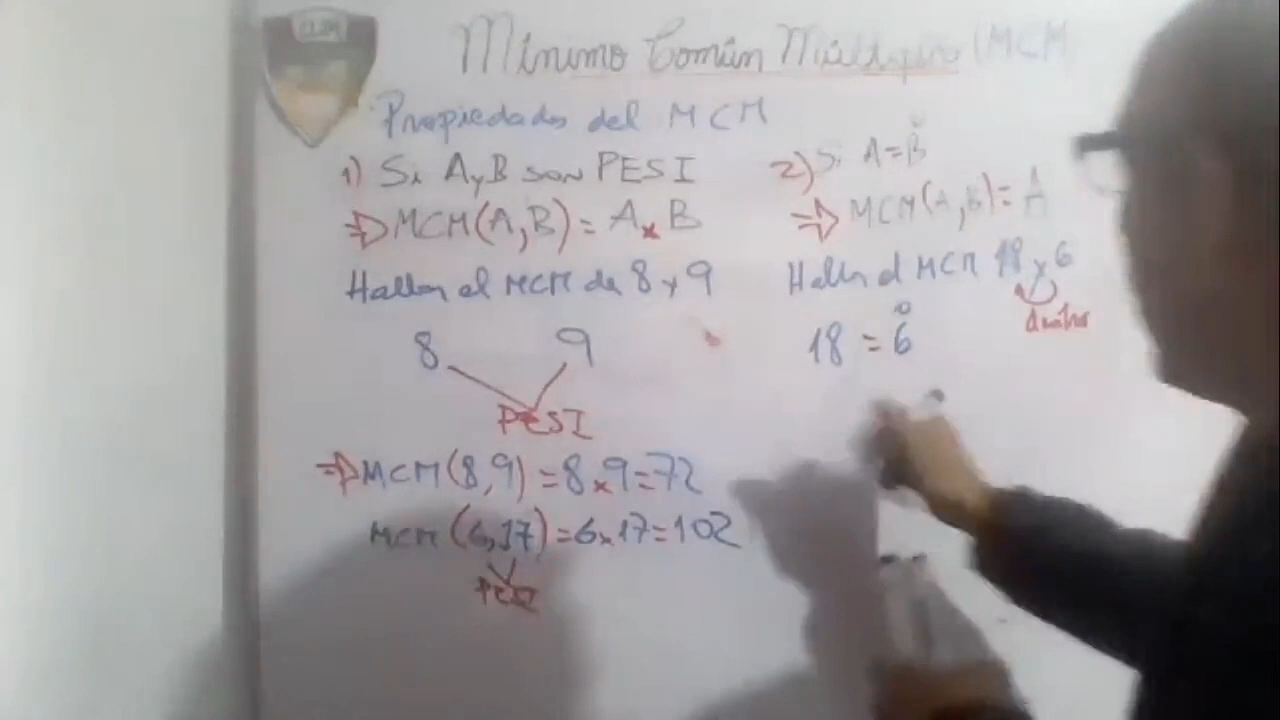 Mínimo Común Múltiplo (MCM
Propiedades del MCM
1) Si A y B son PESI
⇒ MCM(A,B) = A x B
Hallar el MCM de 8 y 9
8 9
PESI
⇒ MCM(8,9) = 8 x 9 = 72
MCM (6,17) = 6 x 17 = 102
PESI
2) Si A = B̊
⇒ MCM(A,B) = A
Hallar el MCM 18 y 6
18 = 6̊